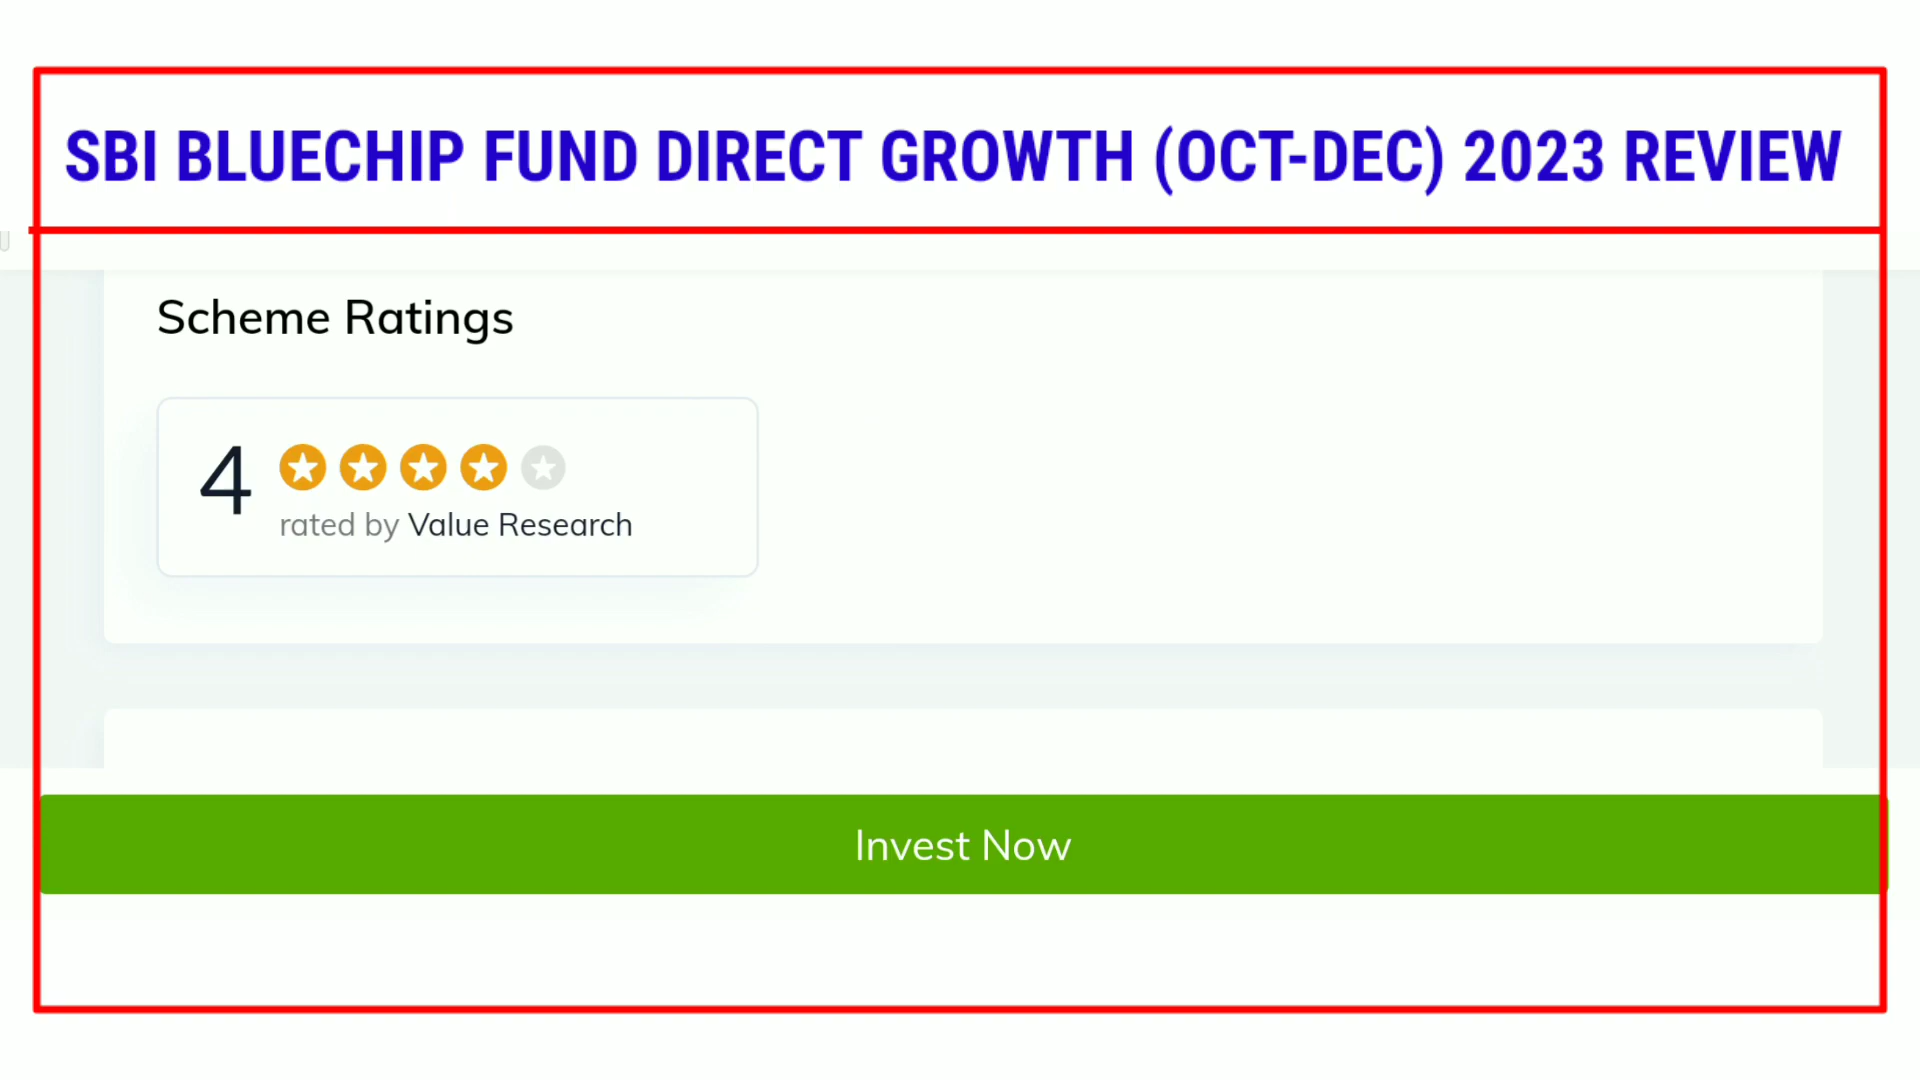 SBI BLUECHIP FUND DIRECT GROWTH (OCT-DEC) 2023 REVIEW
Scheme Ratings
4
rated by Value Research
Invest Now